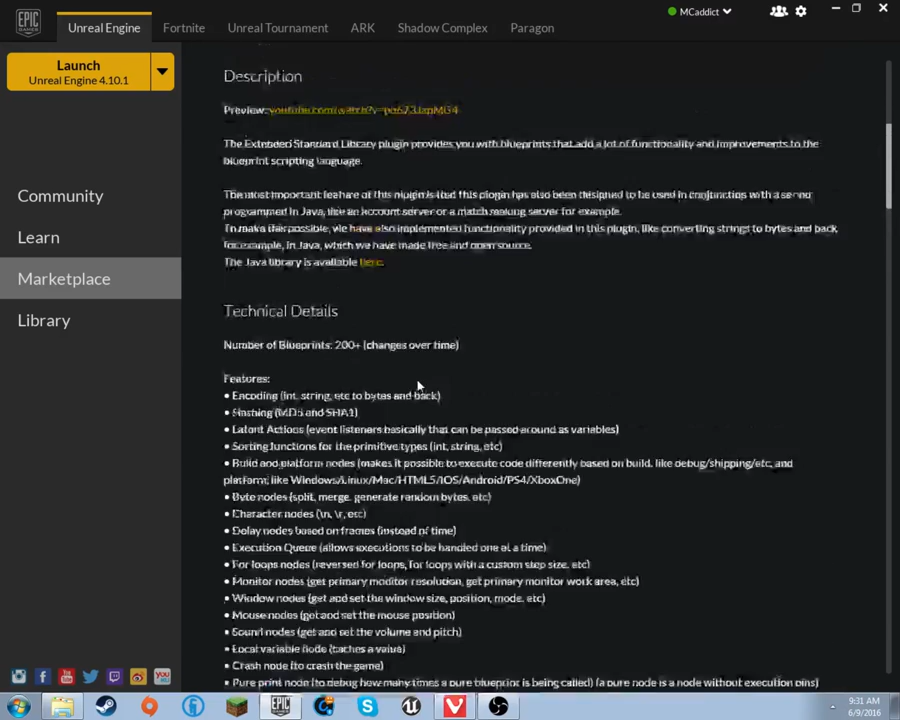 EPIC GAMES
Unreal Engine
Fortnite
Unreal Tournament
ARK
Shadow Complex
Paragon
MCaddict
Launch
Unreal Engine 4.10.1
Community
Learn
Marketplace
Library
Description
Preview:
The Extended Standard Library plugin provides you with blueprints that add a lot of functionality and improvements to the
blueprint scripting language.
The most important feature of this plugin is that this plugin has also been designed to be used in conjunction with a server
programmed in Java, like an account server or a match making server for example.
To make this possible, We have also implemented functionality provided in this plugin, like converting strings to bytes and back,
for example, in Java, which we have made free and open source.
The Java library is available here.
Technical Details
Number of Blueprints: 200+ (changes over time)
Features:
• Encoding (int, string, etc to bytes and back)
• Hashing (MD5 and SHA1)
• Latent Actions (event listeners basically that can be passed around as variables)
• Sorting functions for the primitive types (int, string, etc)
• Build and platform nodes (makes it possible to execute code differently based on build, like debug/shipping/etc, and
platform, like Windows/Linux/Mac/HTML5/IOS/Android/PS4/XboxOne)
• Byte nodes (split, merge, generate random bytes, etc)
• Character nodes (\n, \r, etc)
• Delay nodes based on frames (instead of time)
• Execution Queue (allows executions to be handled one at a time)
• For loops nodes (reversed for loops, for loops with a custom step size, etc)
• Monitor nodes (get primary monitor resolution, get primary monitor work area, etc)
• Window nodes (get and set the window size, position, mode, etc)
• Mouse nodes (get and set the mouse position)
• Sound nodes (get and set the volume and pitch)
• Local variable node (caches a value)
• Crash node (to crash the game)
• Pure print node (to debug how many times a pure blueprint is being called) (a pure node is a node without execution pins)
9:31 AM
6/9/2016